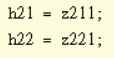 h21 = z211;
h22 = z221;